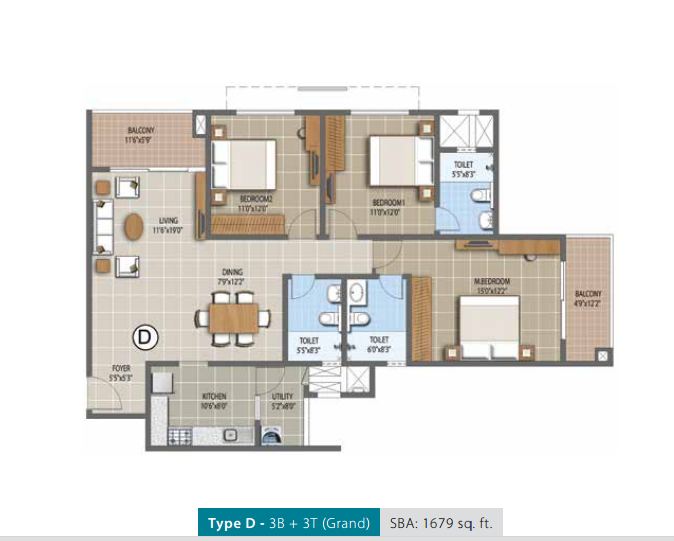 BALCONY
11'6"x5'9"
BEDROOM2
11'0"x12'0"
BEDROOM1
11'0"x12'0"
TOILET
5'5"x8'3"
LIVING
11'6"x19'0"
DINING
7'9"x12'2"
M.BEDROOM
15'0"x12'2"
BALCONY
4'9"x12'2"
D
TOILET
5'5"x8'3"
TOILET
6'0"x8'3"
FOYER
5'5"x5'3"
KITCHEN
10'6"x8'0"
UTILITY
5'2"x8'0"
Type D - 3B + 3T (Grand) SBA: 1679 sq. ft.